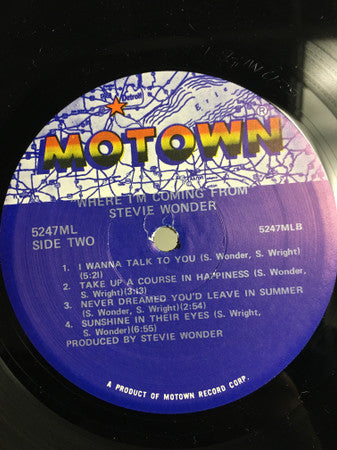 Detroit
Erie
MOTOWN
®
"WHERE I'M COMING FROM"
STEVIE WONDER
5247ML
SIDE TWO
5247MLB
1. I WANNA TALK TO YOU (S. Wonder, S. Wright)
(5:21)
2. TAKE UP A COURSE IN HAPPINESS (S. Wonder,
S. Wright)(3:13)
3. NEVER DREAMED YOU'D LEAVE IN SUMMER
(S. Wonder, S. Wright)(2:54)
4. SUNSHINE IN THEIR EYES (S. Wright,
S. Wonder)(6:55)
PRODUCED BY STEVIE WONDER
A PRODUCT OF MOTOWN RECORD CORP.